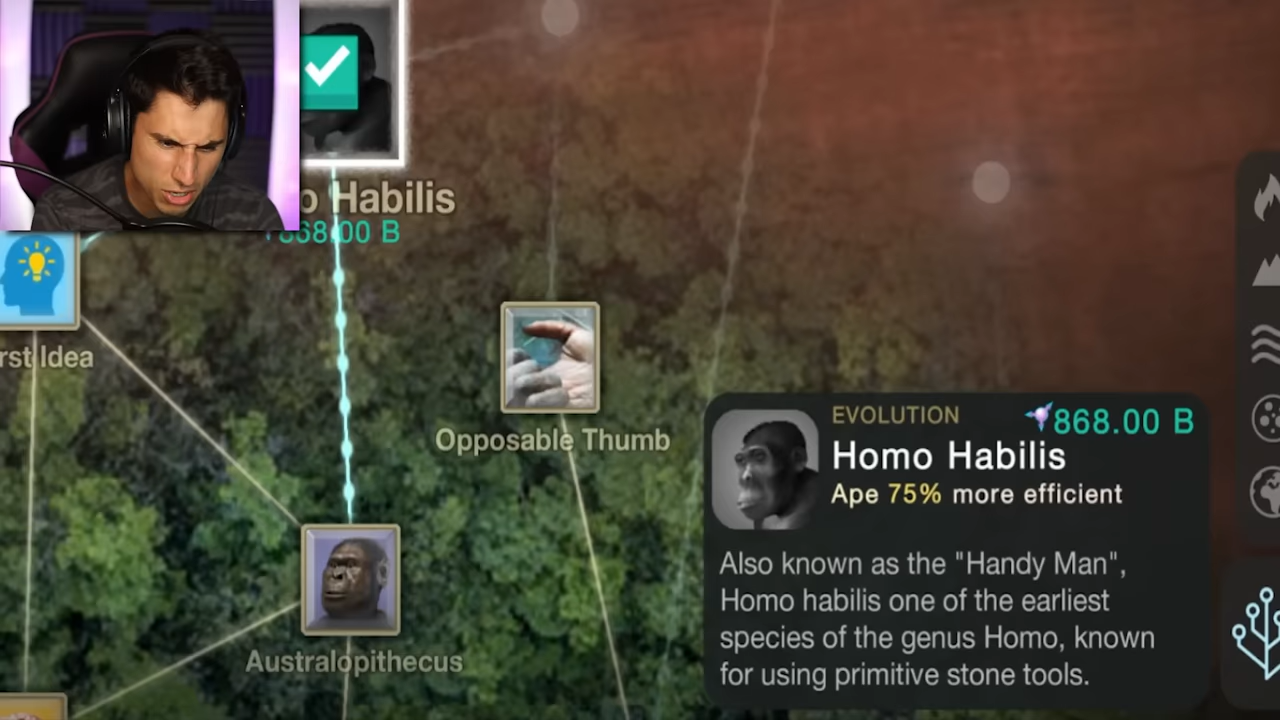 o Habilis
868.00 B
rst Idea
Opposable Thumb
Australopithecus
EVOLUTION
868.00 B
Homo Habilis
Ape 75% more efficient
Also known as the "Handy Man",
Homo habilis one of the earliest
species of the genus Homo, known
for using primitive stone tools.